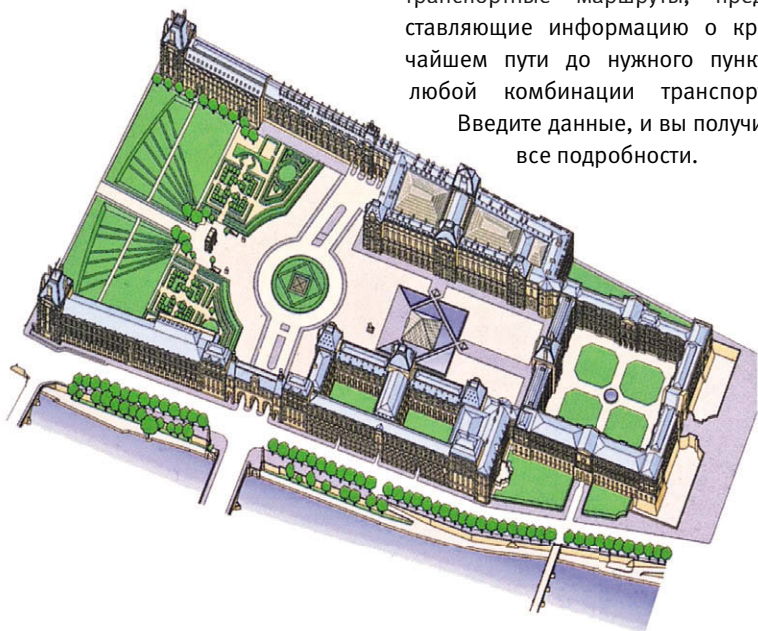 транспортные маршруты, пред
ставляющие информацию о кр
чайшем пути до нужного пунк
любой комбинации транспор
Введите данные, и вы получи
все подробности.